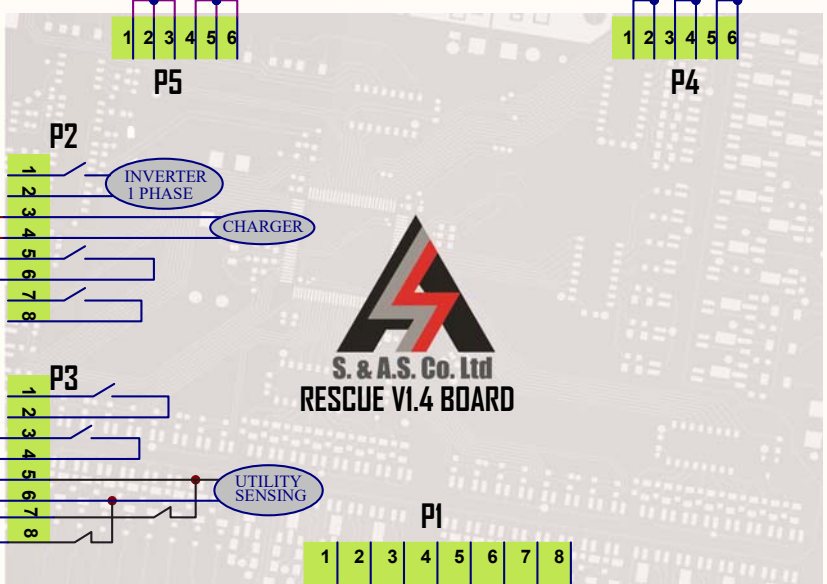 1 2 3 4 5 6
P5
1 2 3 4 5 6
P4
P2
1
2
3
4
5
6
7
8
INVERTER
1 PHASE
CHARGER
S. & A.S. Co. Ltd
RESCUE V1.4 BOARD
P3
1
2
3
4
5
6
7
8
UTILITY
SENSING
P1
1 2 3 4 5 6 7 8